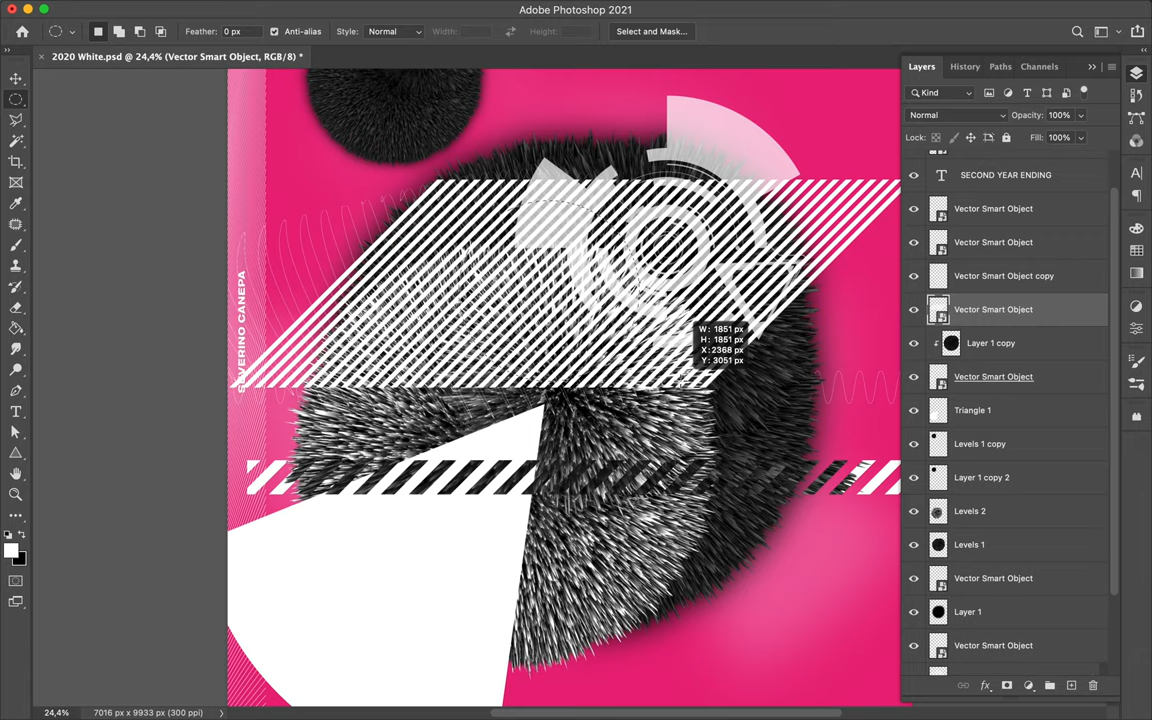 Adobe Photoshop 2021
Feather: 0 px
Anti-alias
Style: Normal
Width:
Height:
Select and Mask...
2020 White.psd @ 24,4% (Vector Smart Object, RGB/8) *
Layers
History
Paths
Channels
Kind
Normal
Opacity: 100%
Lock:
Fill: 100%
SECOND YEAR ENDING
Vector Smart Object
Vector Smart Object
Vector Smart Object copy
Vector Smart Object
Layer 1 copy
Vector Smart Object
Triangle 1
Levels 1 copy
Layer 1 copy 2
Levels 2
Levels 1
Vector Smart Object
Layer 1
Vector Smart Object
SEVERINO CANEPA
W: 1851 px
H: 1851 px
X: 2368 px
Y: 3051 px
24,4%
7016 px x 9933 px (300 ppi)